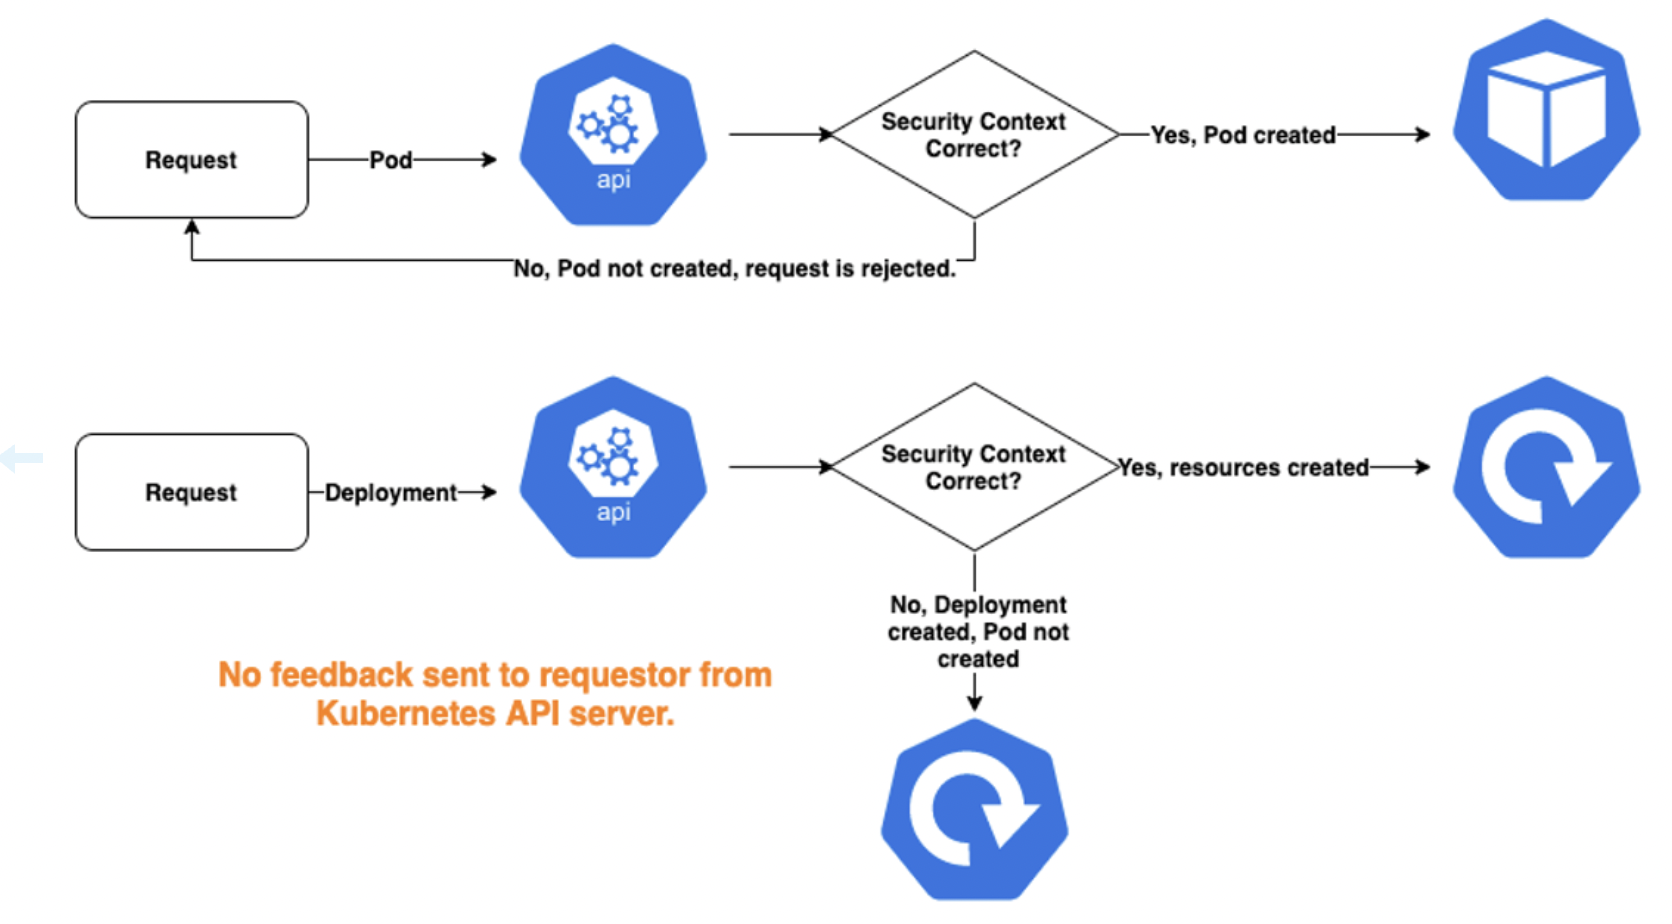 Request
Pod
api
Security Context
Correct?
Yes, Pod created
No, Pod not created, request is rejected.
Request
Deployment
api
Security Context
Correct?
Yes, resources created
No, Deployment
created, Pod not
created
No feedback sent to requestor from
Kubernetes API server.